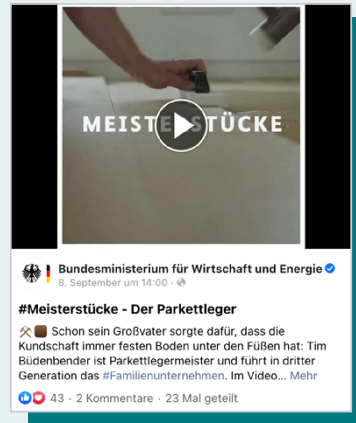 MEISTERSTÜCKE
Bundesministerium für Wirtschaft und Energie
8. September um 14:00 ·
#Meisterstücke - Der Parkettleger
⚒🟫 Schon sein Großvater sorgte dafür, dass die
Kundschaft immer festen Boden unter den Füßen hat: Tim
Büdenbender ist Parkettlegermeister und führt in dritter
Generation das #Familienunternehmen. Im Video... Mehr
43 · 2 Kommentare · 23 Mal geteilt